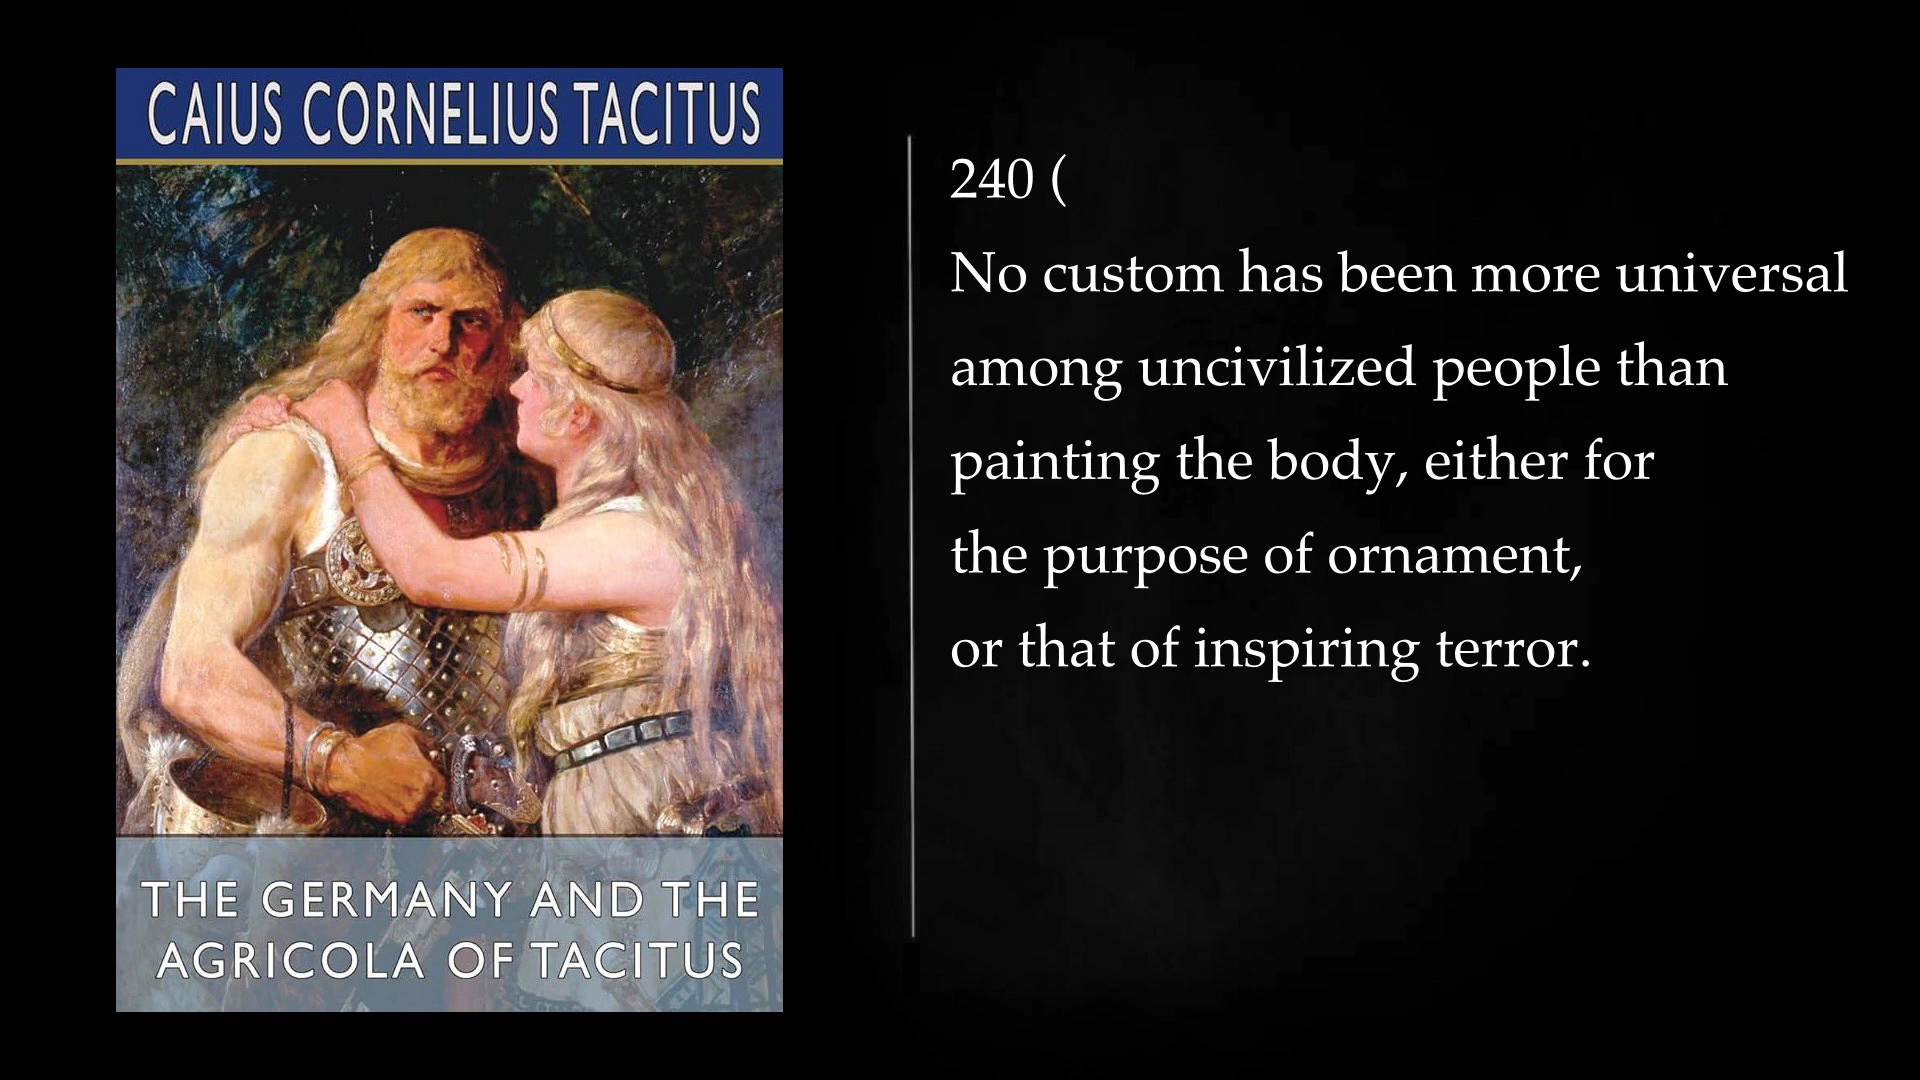 CAIUS CORNELIUS TACITUS
THE GERMANY AND THE
AGRICOLA OF TACITUS
240 (
No custom has been more universal
among uncivilized people than
painting the body, either for
the purpose of ornament,
or that of inspiring terror.